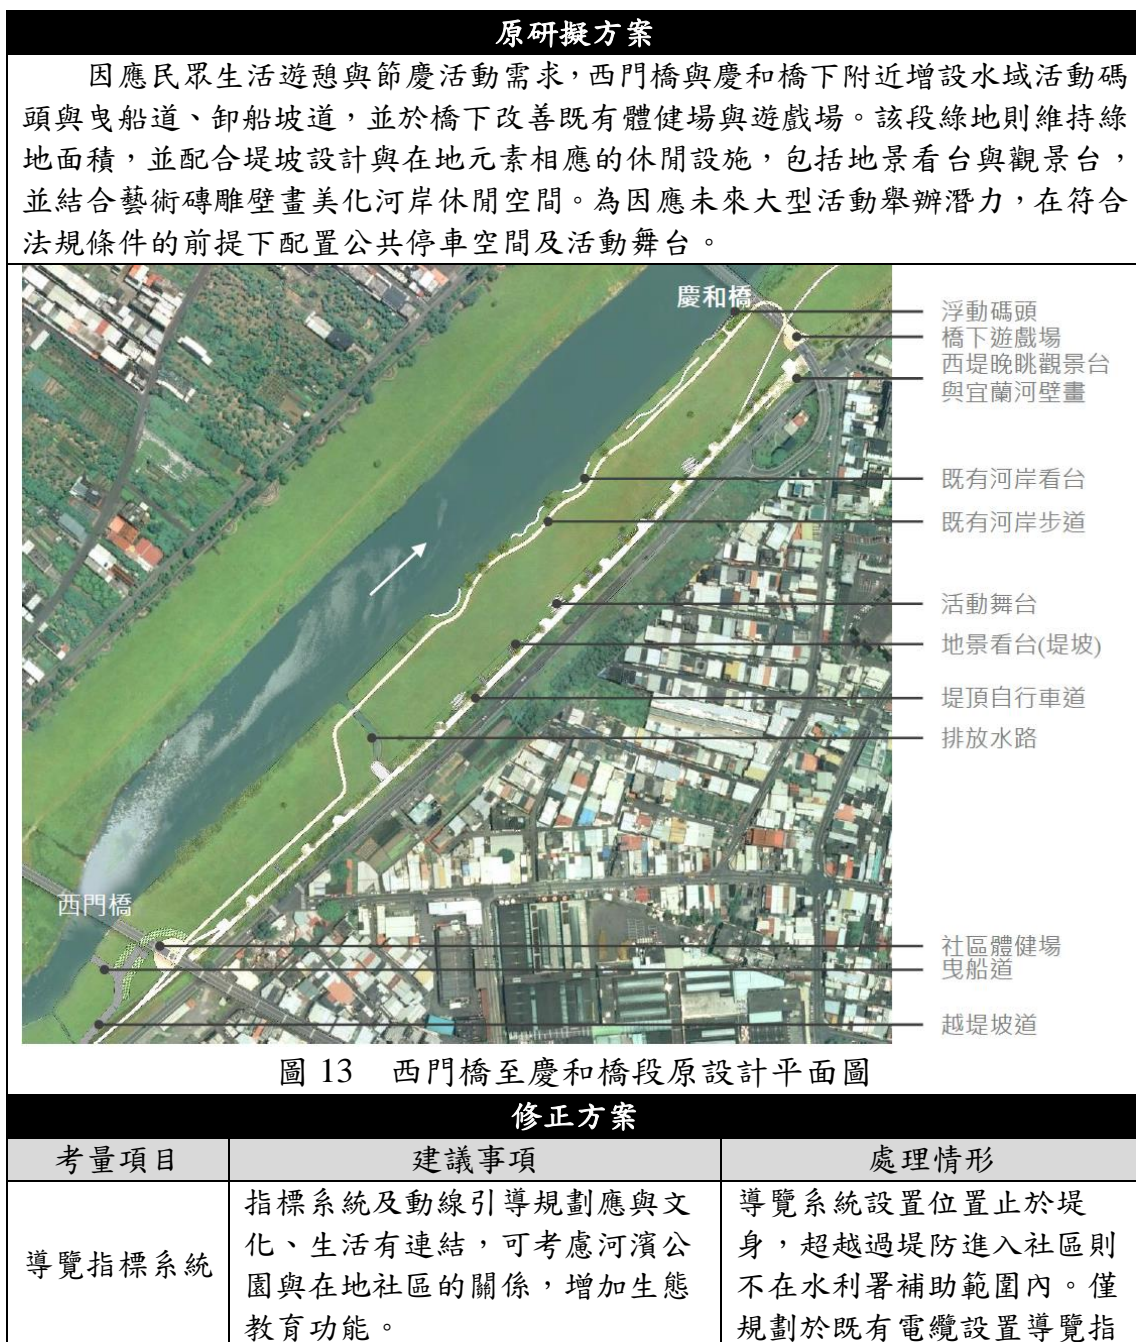 原研擬方案
因應民眾生活遊憩與節慶活動需求，西門橋與慶和橋下附近增設水域活動碼
頭與曳船道、卸船坡道，並於橋下改善既有體健場與遊戲場。該段綠地則維持綠
地面積，並配合堤坡設計與在地元素相應的休閒設施，包括地景看台與觀景台，
並結合藝術磚雕壁畫美化河岸休閒空間。為因應未來大型活動舉辦潛力，在符合
法規條件的前提下配置公共停車空間及活動舞台。
慶和橋
浮動碼頭
橋下遊戲場
西堤晚眺觀景台
與宜蘭河壁畫
既有河岸看台
既有河岸步道
活動舞台
地景看台(堤坡)
堤頂自行車道
排放水路
西門橋
社區體健場
曳船道
越堤坡道
圖 13 西門橋至慶和橋段原設計平面圖
修正方案
考量項目 建議事項 處理情形
導覽指標系統
指標系統及動線引導規劃應與文
化、生活有連結，可考慮河濱公
園與在地社區的關係，增加生態
教育功能。
導覽系統設置位置止於堤
身，超越過堤防進入社區則
不在水利署補助範圍內。僅
規劃於既有電纜設置導覽指